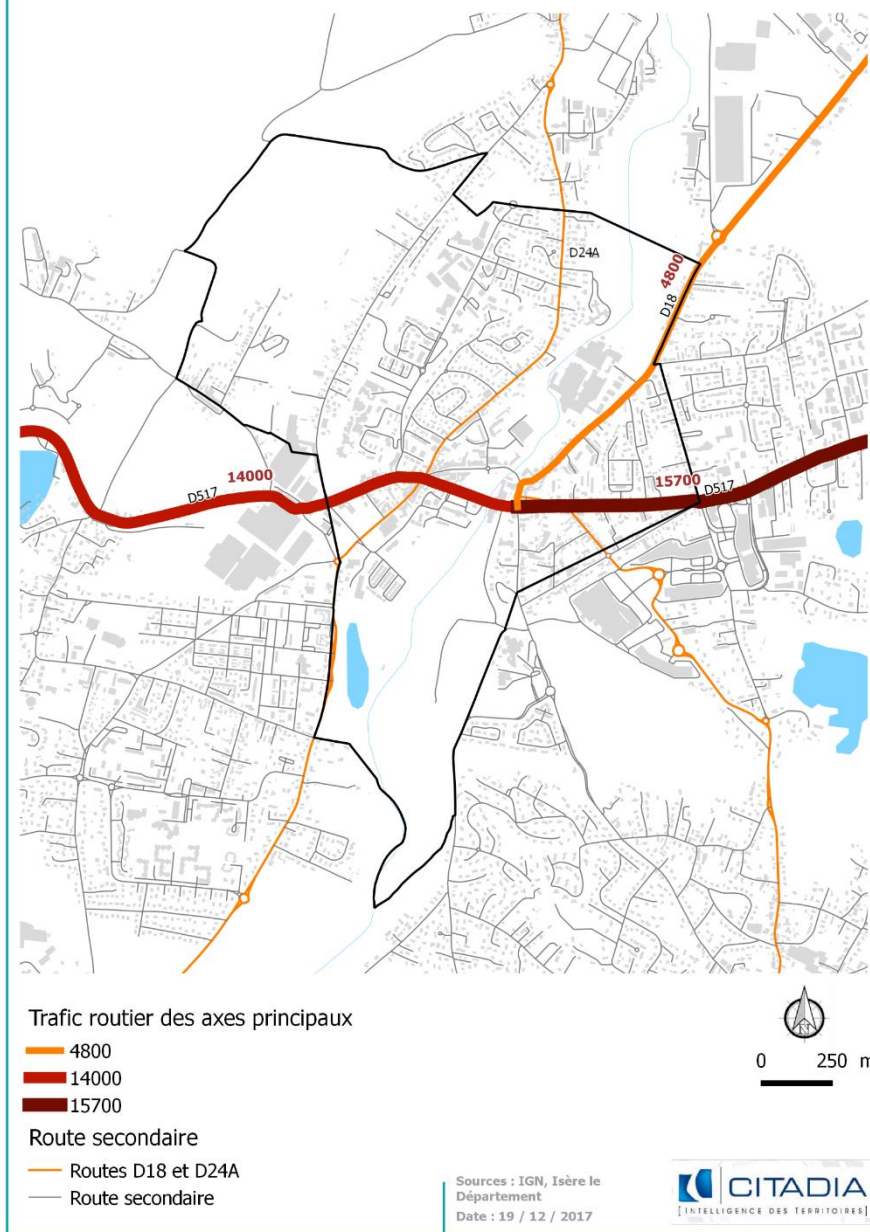 D24A
4800
D18
14000
D517
15700
D517
Trafic routier des axes principaux
4800
14000
15700
Route secondaire
Routes D18 et D24A
Route secondaire
N
0 250 m
Sources : IGN, Isère le
Département
Date : 19 / 12 / 2017
CITADIA
[INTELLIGENCE DES TERRITOIRES]